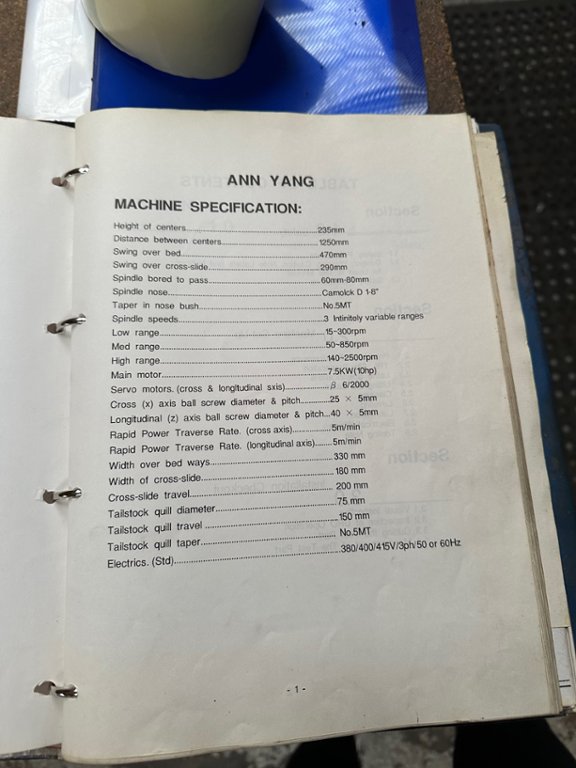 ANN YANG
MACHINE SPECIFICATION:
Height of centers..........235mm
Distance between centers..........1250mm
Swing over bed..........470mm
Swing over cross-slide..........290mm
Spindle bored to pass..........60mm-80mm
Spindle nose..........Camolck D 1-8"
Taper in nose bush..........No.5MT
Spindle speeds..........3 Infinitely variable ranges
Low range..........15-300rpm
Med range..........50-850rpm
High range..........140-2500rpm
Main motor..........7.5KW(10hp)
Servo motors. (cross & longitudinal sxis)..........β 6/2000
Cross (x) axis ball screw diameter & pitch..........25 × 5mm
Longitudinal (z) axis ball screw diameter & pitch...40 × 5mm
Rapid Power Traverse Rate. (cross axis)..........5m/min
Rapid Power Traverse Rate. (longitudinal axis)..........5m/min
Width over bed ways..........330 mm
Width of cross-slide..........180 mm
Cross-slide travel..........200 mm
Tailstock quill diameter..........75 mm
Tailstock quill travel..........150 mm
Tailstock quill taper.......... No.5MT
Electrics. (Std)..........380/400/415V/3ph/50 or 60Hz
- 1 -